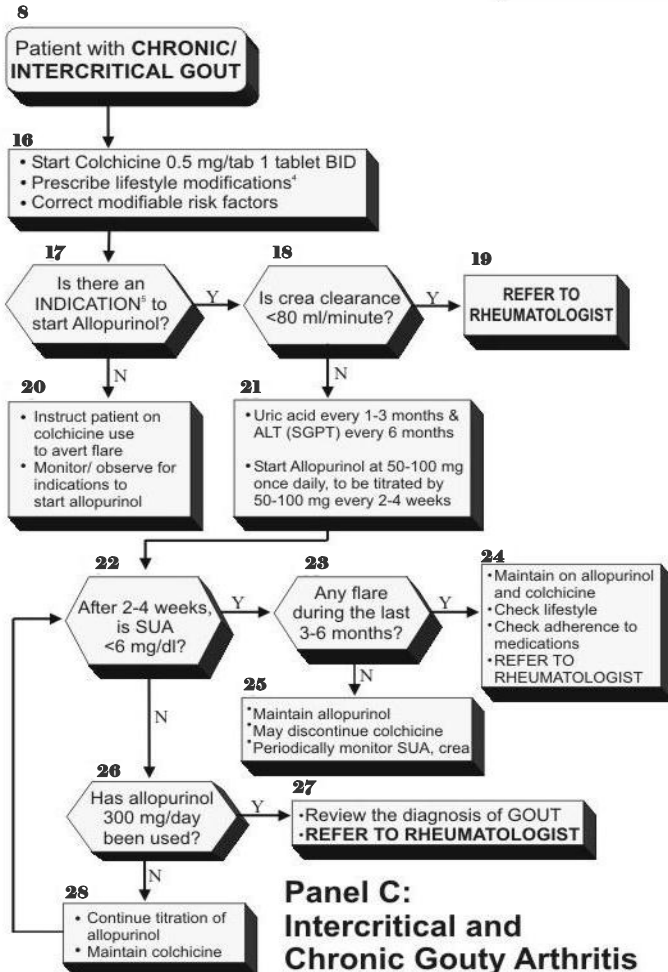 8
Patient with CHRONIC/
INTERCRITICAL GOUT
16
• Start Colchicine 0.5 mg/tab 1 tablet BID
• Prescribe lifestyle modifications⁴
• Correct modifiable risk factors
17
Is there an
INDICATION⁵ to
start Allopurinol?
Y
18
Is crea clearance
<80 ml/minute?
Y
19
REFER TO
RHEUMATOLOGIST
N
N
20
• Instruct patient on
colchicine use
to avert flare
• Monitor/ observe for
indications to
start allopurinol
21
• Uric acid every 1-3 months &
ALT (SGPT) every 6 months
• Start Allopurinol at 50-100 mg
once daily, to be titrated by
50-100 mg every 2-4 weeks
22
After 2-4 weeks,
is SUA
<6 mg/dl?
Y
23
Any flare
during the last
3-6 months?
Y
24
• Maintain on allopurinol
and colchicine
• Check lifestyle
• Check adherence to
medications
• REFER TO
RHEUMATOLOGIST
N
N
25
• Maintain allopurinol
• May discontinue colchicine
• Periodically monitor SUA, crea
26
Has allopurinol
300 mg/day
been used?
Y
27
• Review the diagnosis of GOUT
• REFER TO RHEUMATOLOGIST
N
28
• Continue titration of
allopurinol
• Maintain colchicine
Panel C:
Intercritical and
Chronic Gouty Arthritis